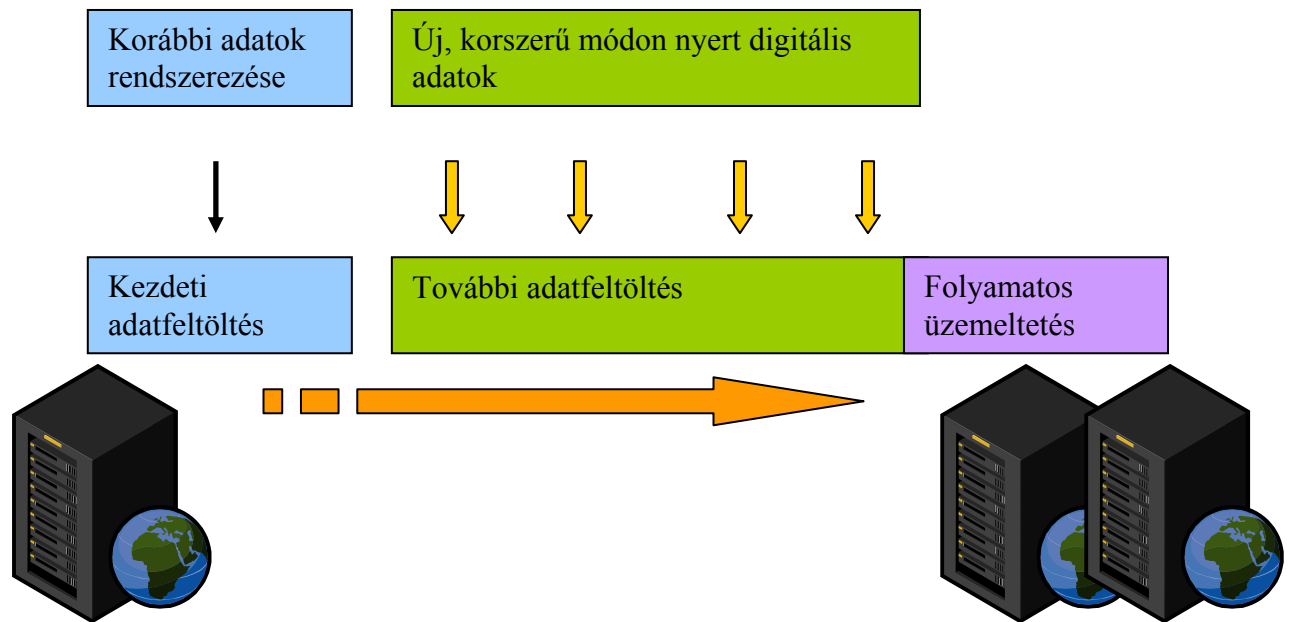 Korábbi adatok
rendszerezése
Új, korszerű módon nyert digitális
adatok
Kezdeti
adatfeltöltés
További adatfeltöltés
Folyamatos
üzemeltetés